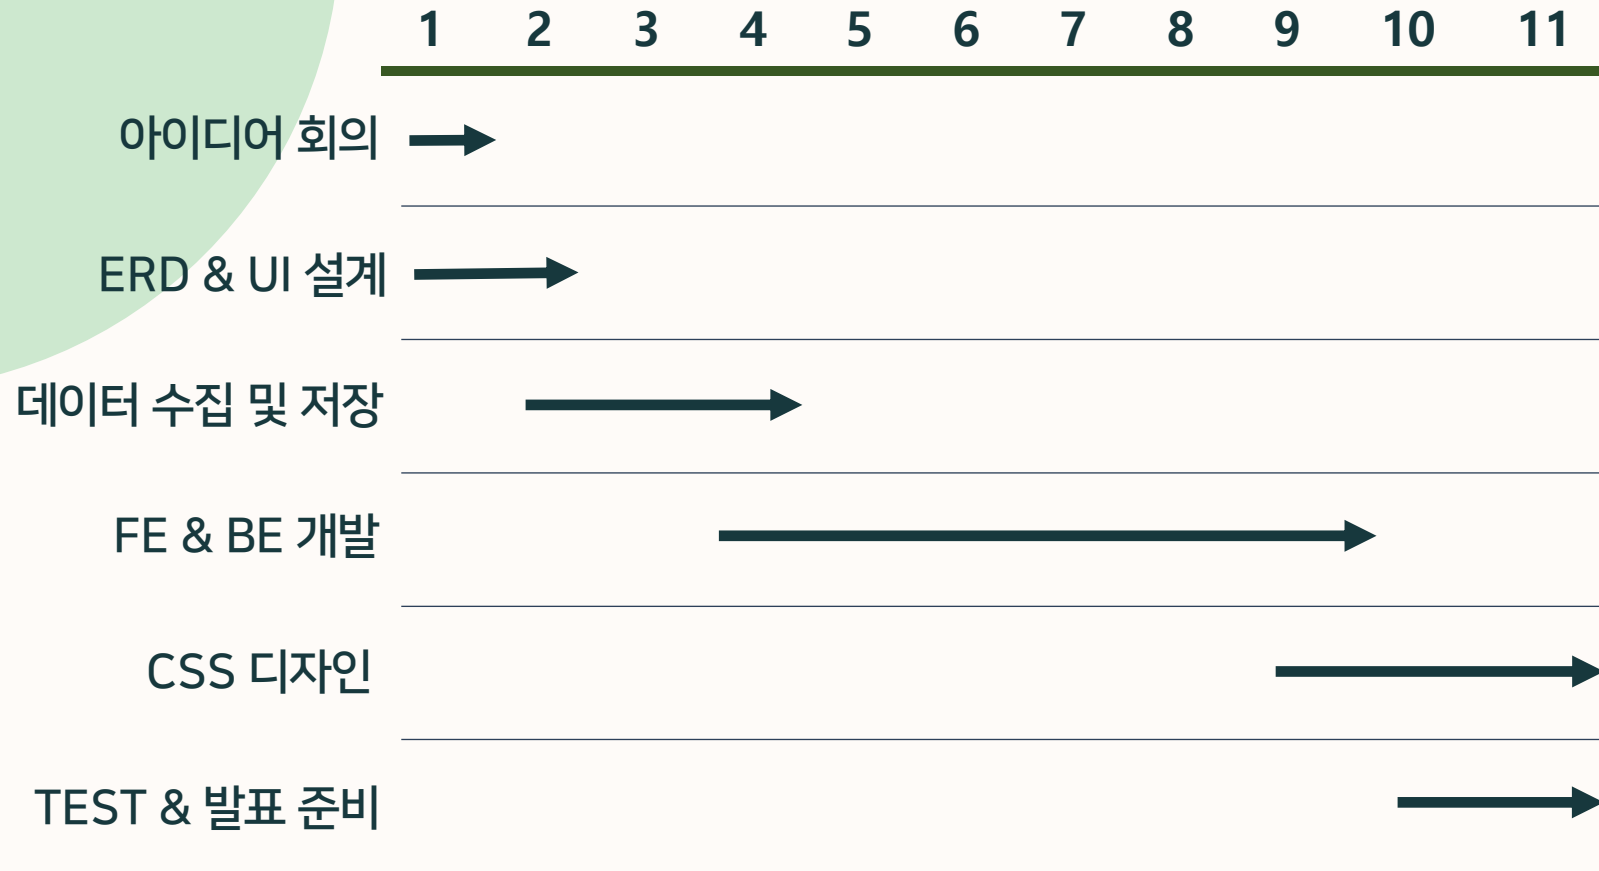 1 2 3 4 5 6 7 8 9 10 11
아이디어 회의
ERD & UI 설계
데이터 수집 및 저장
FE & BE 개발
CSS 디자인
TEST & 발표 준비